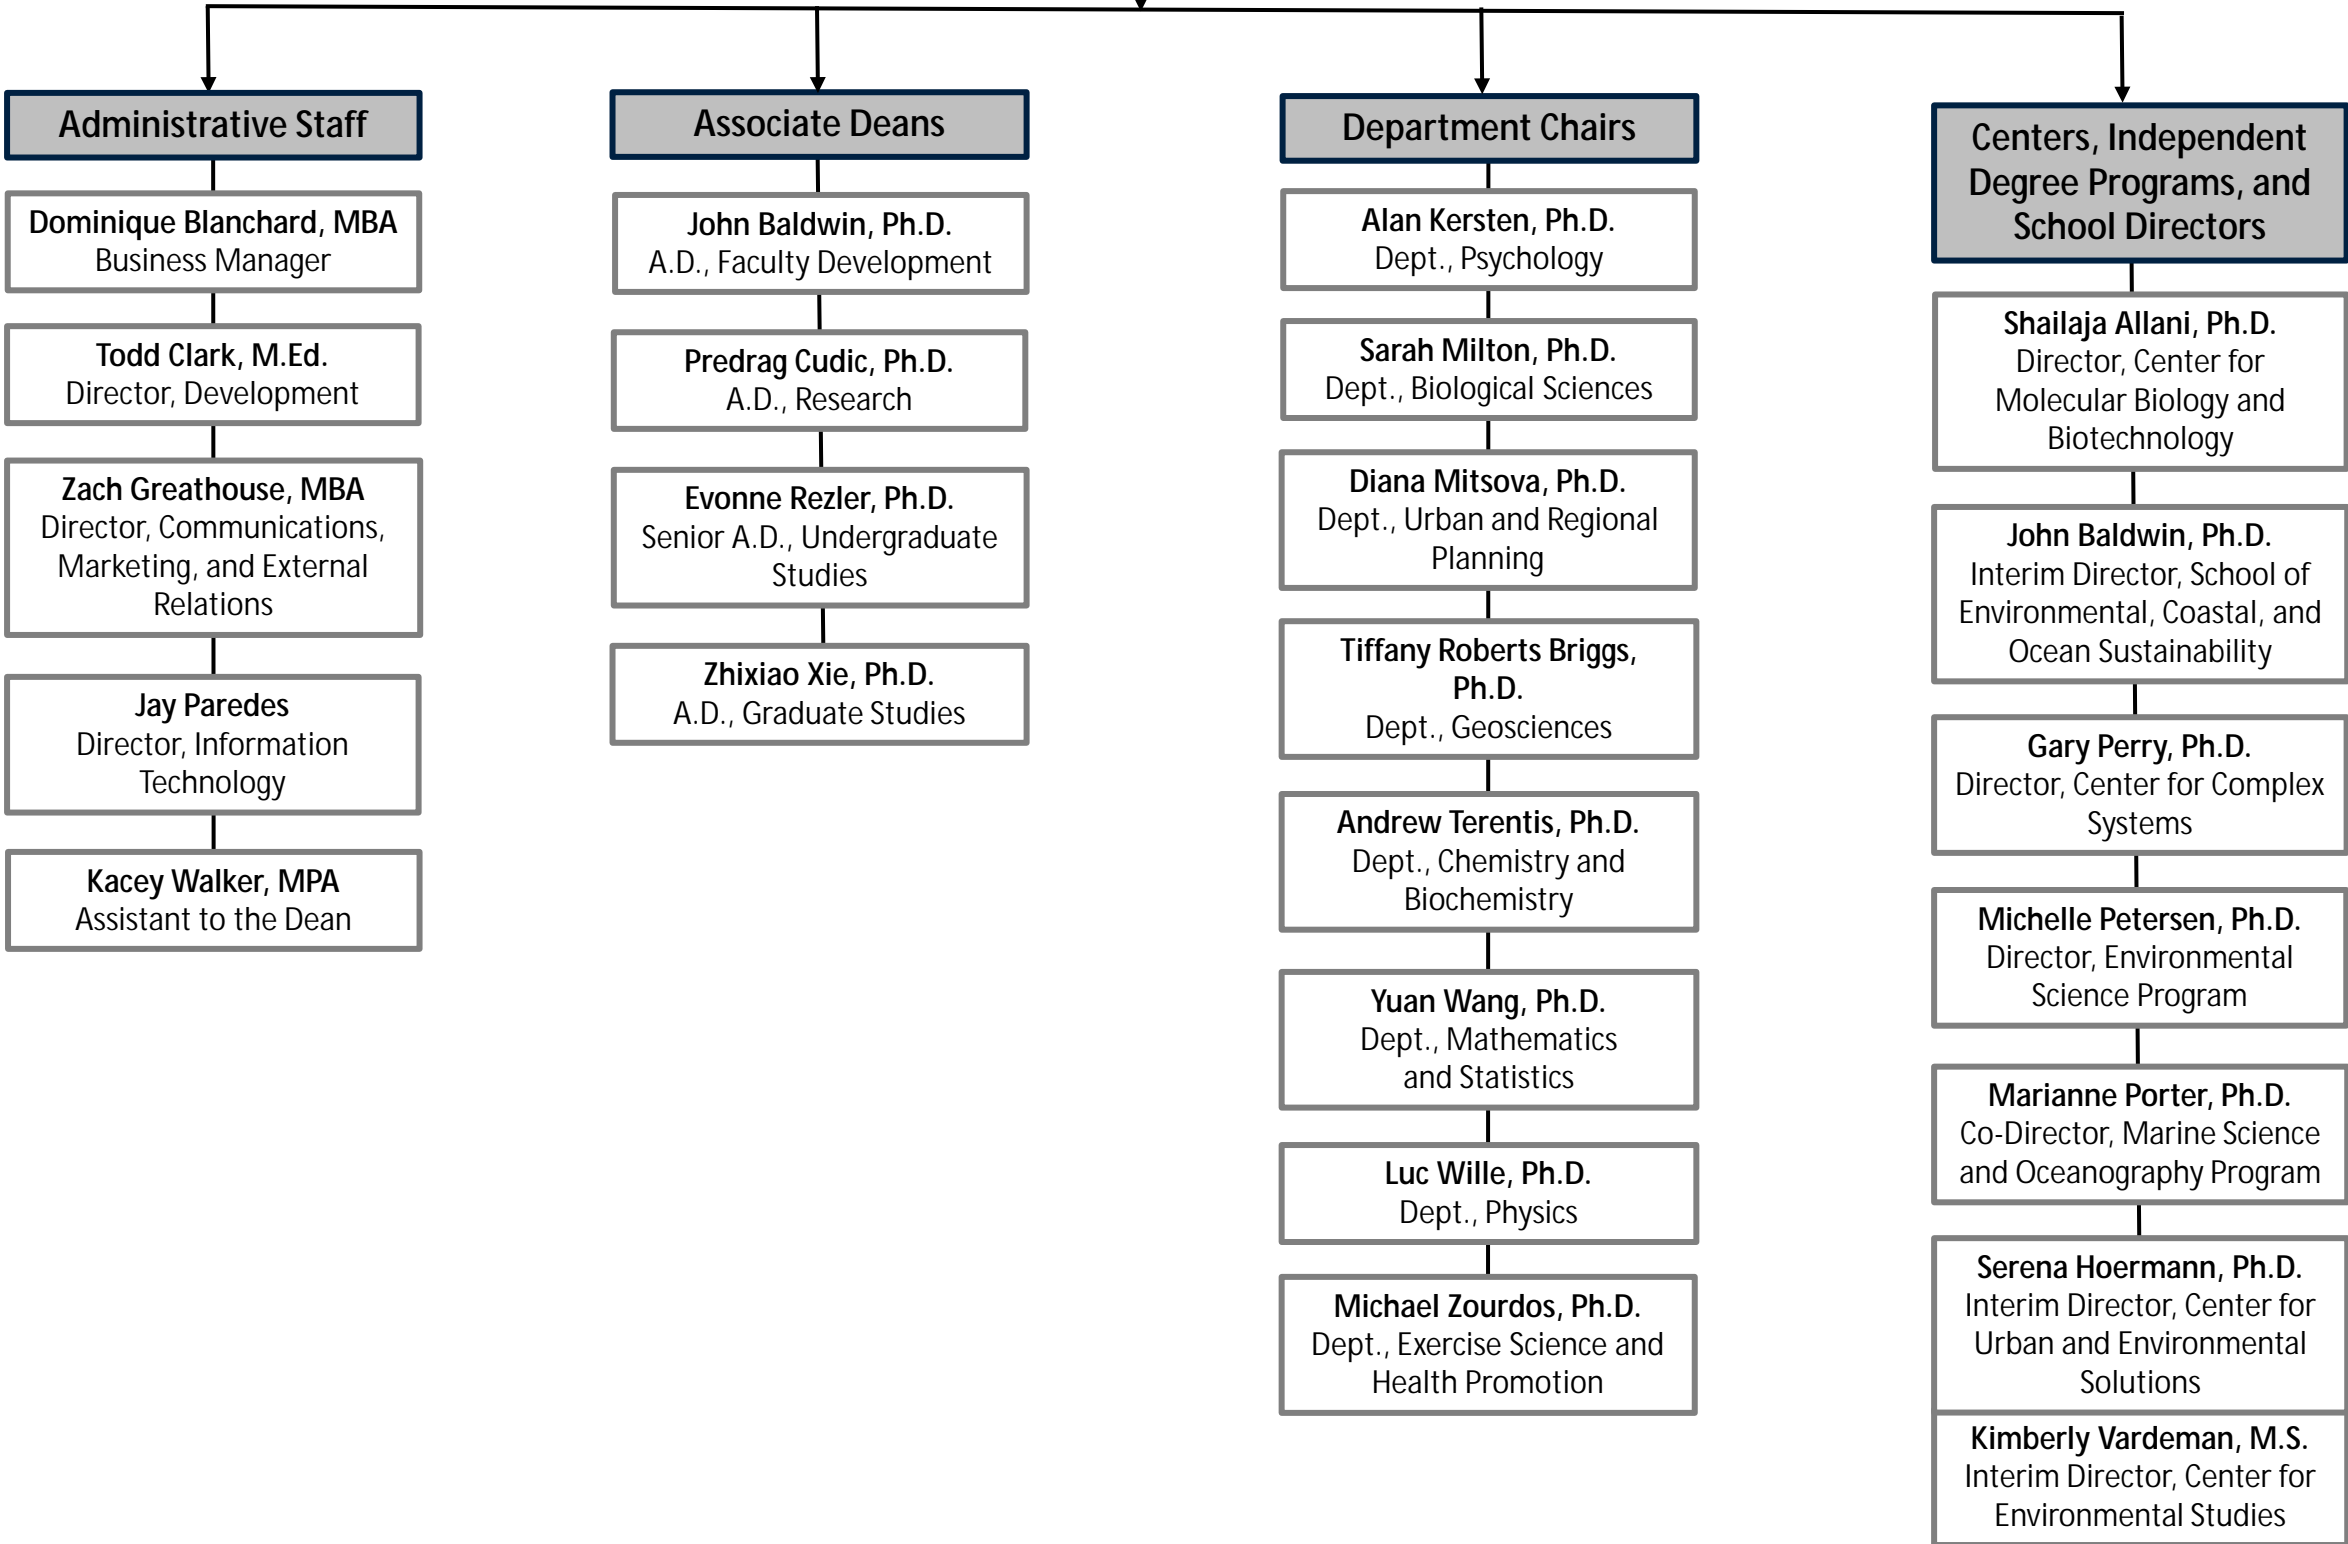 Administrative Staff
Dominique Blanchard, MBA
Business Manager
Todd Clark, M.Ed.
Director, Development
Zach Greathouse, MBA
Director, Communications,
Marketing, and External
Relations
Jay Paredes
Director, Information
Technology
Kacey Walker, MPA
Assistant to the Dean
Associate Deans
John Baldwin, Ph.D.
A.D., Faculty Development
Predrag Cudic, Ph.D.
A.D., Research
Evonne Rezler, Ph.D.
Senior A.D., Undergraduate
Studies
Zhixiao Xie, Ph.D.
A.D., Graduate Studies
Department Chairs
Alan Kersten, Ph.D.
Dept., Psychology
Sarah Milton, Ph.D.
Dept., Biological Sciences
Diana Mitsova, Ph.D.
Dept., Urban and Regional
Planning
Tiffany Roberts Briggs,
Ph.D.
Dept., Geosciences
Andrew Terentis, Ph.D.
Dept., Chemistry and
Biochemistry
Yuan Wang, Ph.D.
Dept., Mathematics
and Statistics
Luc Wille, Ph.D.
Dept., Physics
Michael Zourdos, Ph.D.
Dept., Exercise Science and
Health Promotion
Centers, Independent
Degree Programs, and
School Directors
Shailaja Allani, Ph.D.
Director, Center for
Molecular Biology and
Biotechnology
John Baldwin, Ph.D.
Interim Director, School of
Environmental, Coastal, and
Ocean Sustainability
Gary Perry, Ph.D.
Director, Center for Complex
Systems
Michelle Petersen, Ph.D.
Director, Environmental
Science Program
Marianne Porter, Ph.D.
Co-Director, Marine Science
and Oceanography Program
Serena Hoermann, Ph.D.
Interim Director, Center for
Urban and Environmental
Solutions
Kimberly Vardeman, M.S.
Interim Director, Center for
Environmental Studies